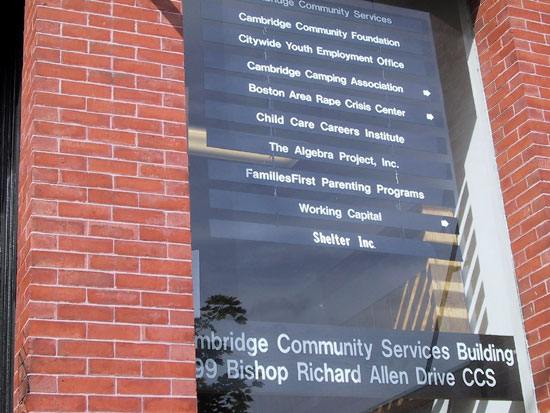 bridge Community Services
Cambridge Community Foundation
Citywide Youth Employment Office
Cambridge Camping Association
Boston Area Rape Crisis Center
Child Care Careers Institute
The Algebra Project, Inc.
FamiliesFirst Parenting Programs
Working Capital
Shelter Inc.
mbridge Community Services Building
99 Bishop Richard Allen Drive CCS